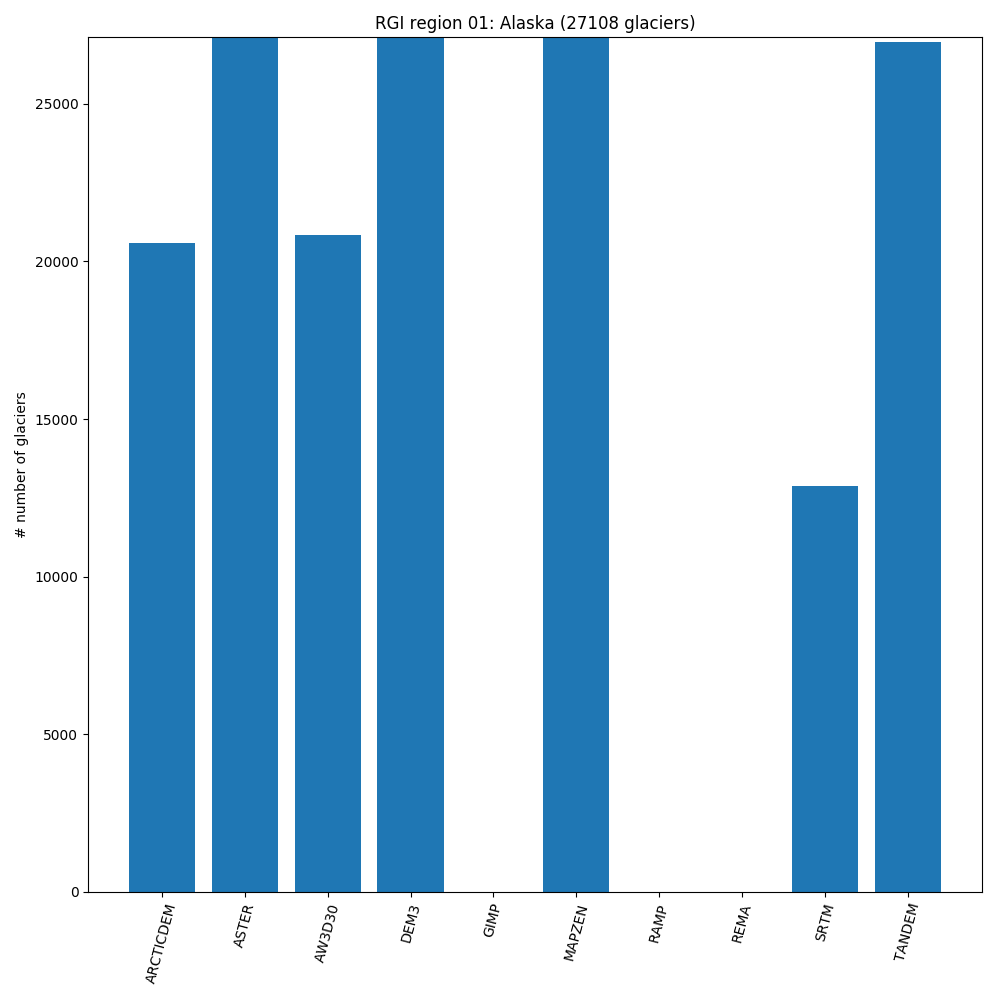 RGI region 01: Alaska (27108 glaciers)
# number of glaciers
25000
20000
15000
10000
5000
0
ARCTICDEM
ASTER
AW3D30
DEM3
GIMP
MAPZEN
RAMP
REMA
SRTM
TANDEM